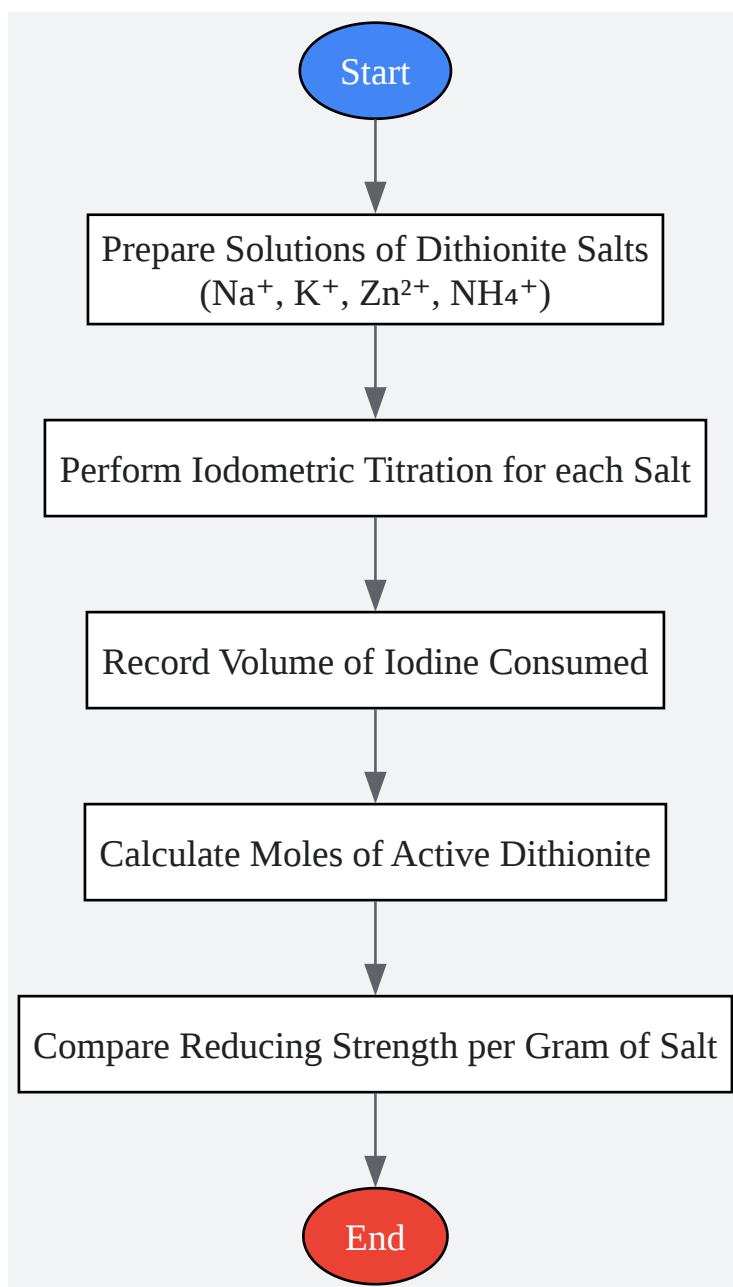 Start
Prepare Solutions of Dithionite Salts
(Na⁺, K⁺, Zn²⁺, NH₄⁺)
Perform Iodometric Titration for each Salt
Record Volume of Iodine Consumed
Calculate Moles of Active Dithionite
Compare Reducing Strength per Gram of Salt
End